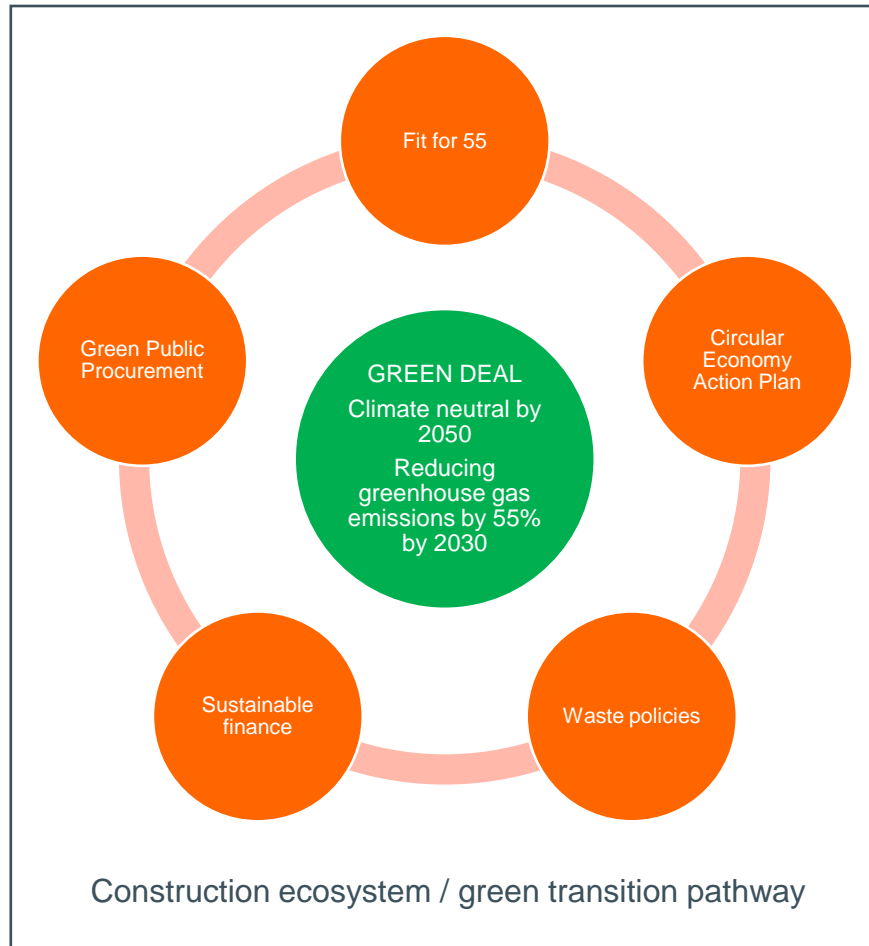 Fit for 55
Circular
Economy
Action Plan
Green Public
Procurement
GREEN DEAL
Climate neutral by
2050
Reducing
greenhouse gas
emissions by 55%
by 2030
Sustainable
finance
Waste policies
Construction ecosystem / green transition pathway